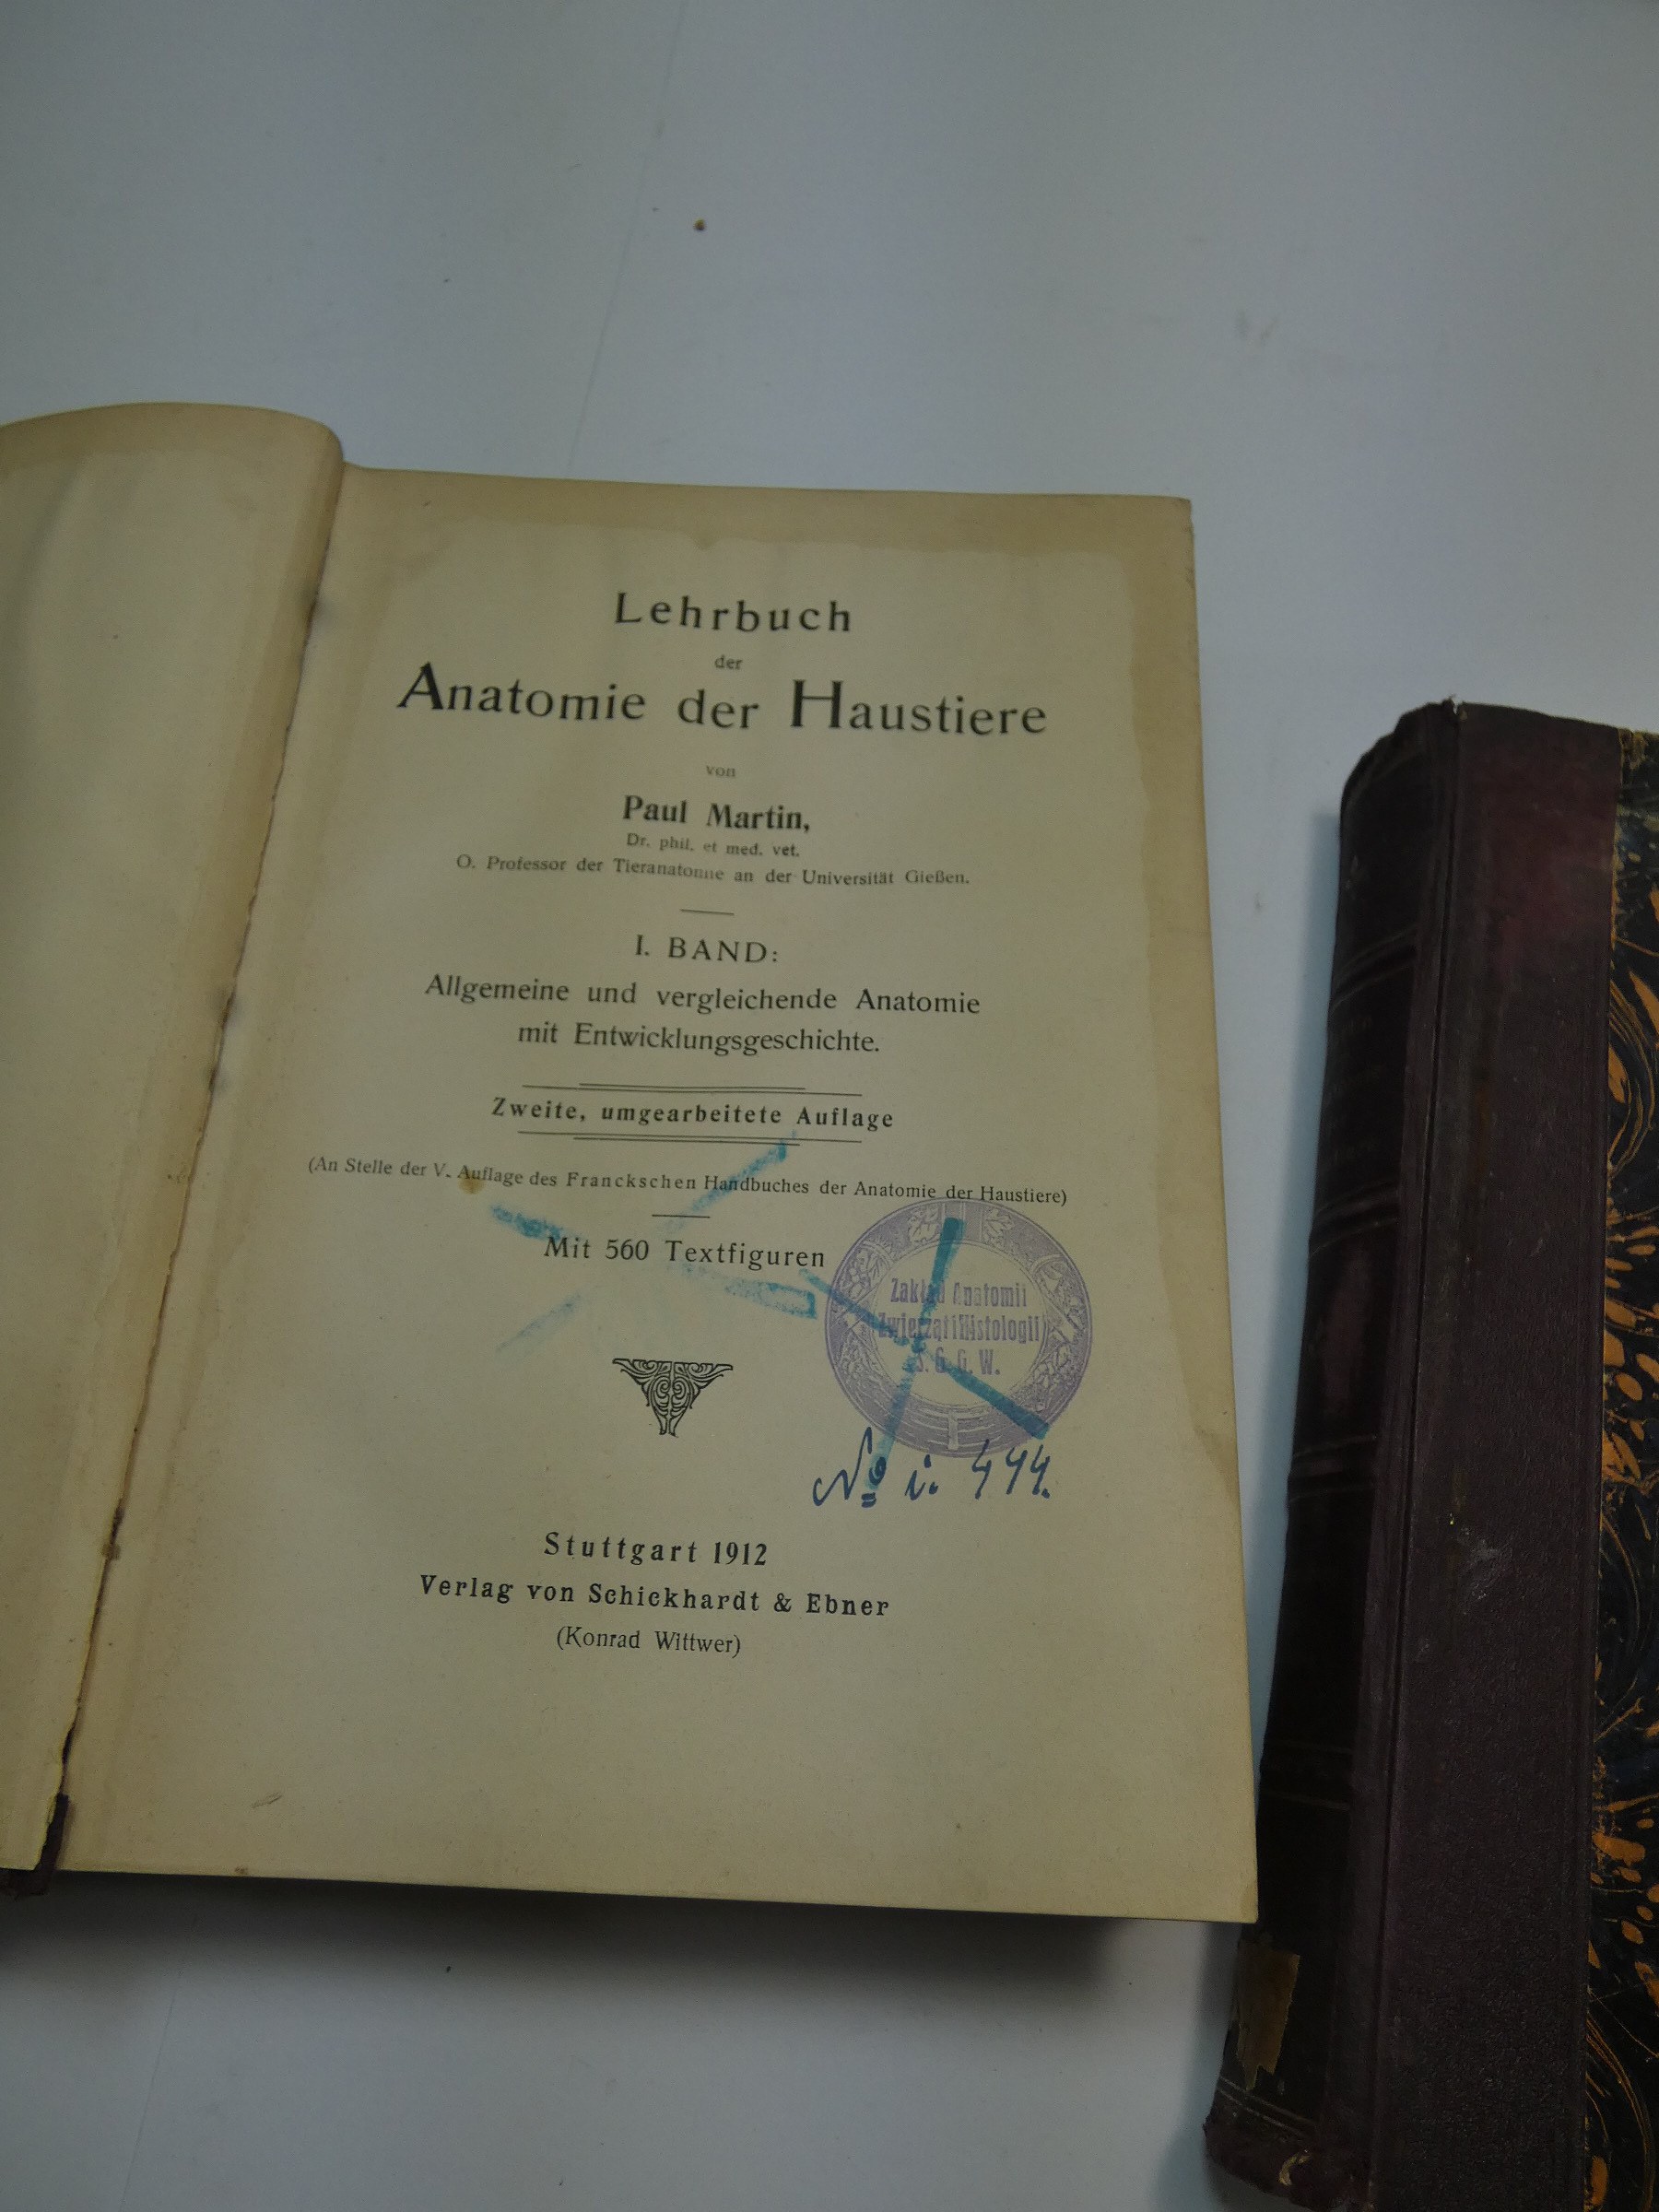 Lehrbuch
der
Anatomie der Haustiere
von
Paul Martin,
Dr. phil. et med. vet.
O. Professor der Tieranatomie an der Universität Gießen.
I. BAND:
Allgemeine und vergleichende Anatomie
mit Entwicklungsgeschichte.
Zweite, umgearbeitete Auflage
(An Stelle der V. Auflage des Franckschen Handbuches der Anatomie der Haustiere)
Mit 560 Textfiguren
Zakład Anatomii
Zwierząt i Histologii
S. G. G. W.
№ i. 444.
Stuttgart 1912
Verlag von Schickhardt & Ebner
(Konrad Wittwer)